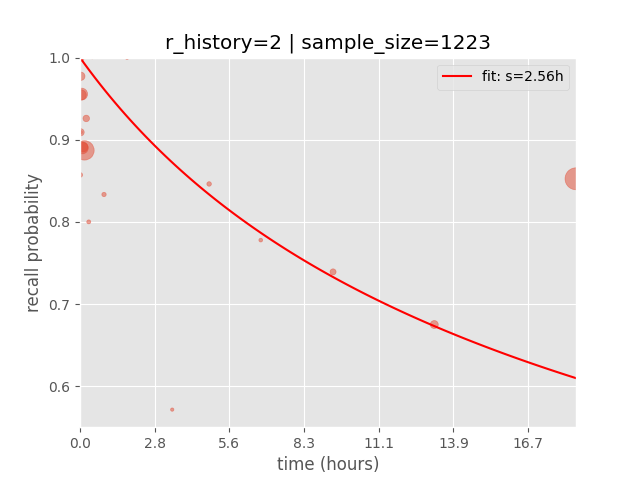 r_history=2 | sample_size=1223
fit: s=2.56h
1.0
0.9
0.8
0.7
0.6
recall probability
0.0 2.8 5.6 8.3 11.1 13.9 16.7
time (hours)